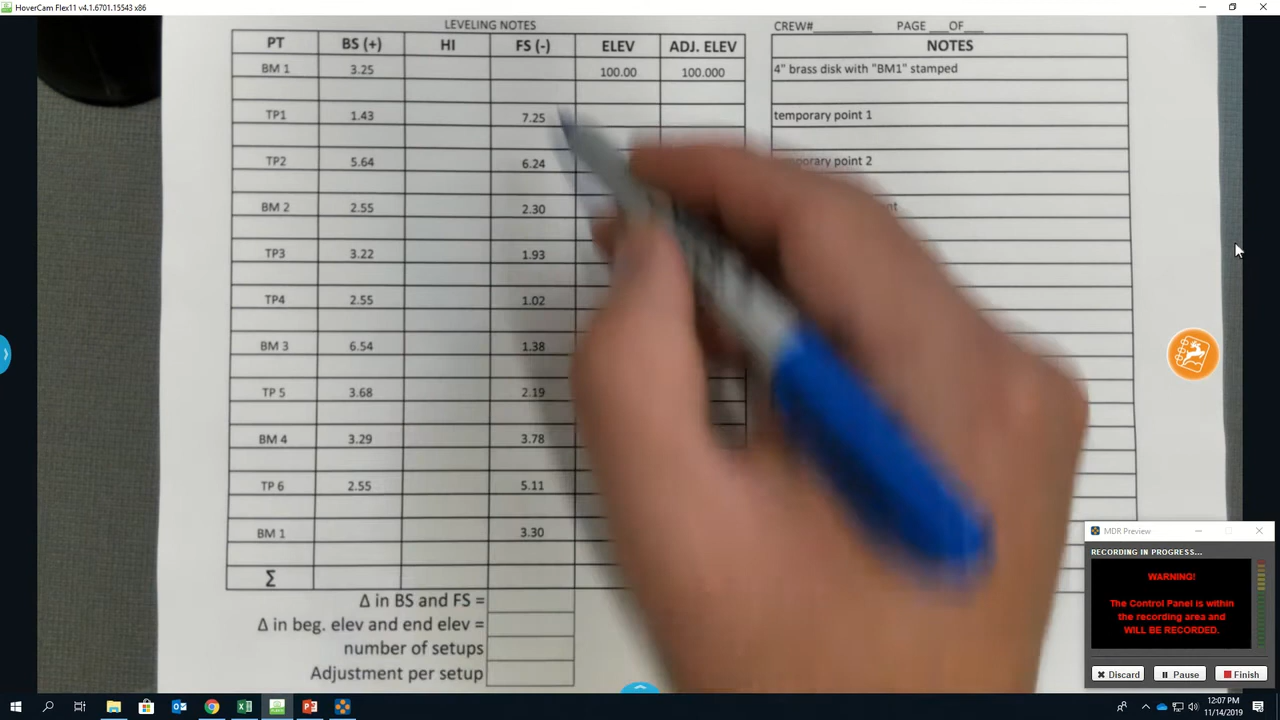 HoverCam Flex11 v4.1.6701.15543 x86
LEVELING NOTES
CREW#________ PAGE ___OF___
PT BS (+) HI FS (-) ELEV ADJ. ELEV NOTES
BM 1 3.25 100.00 100.000 4" brass disk with "BM1" stamped
TP1 1.43 7.25 temporary point 1
TP2 5.64 6.24 point 2
BM 2 2.55 2.30
TP3 3.22 1.93
TP4 2.55 1.02
BM 3 6.54 1.38
TP 5 3.68 2.19
BM 4 3.29 3.78
TP 6 2.55 5.11
BM 1 3.30
Σ
Δ in BS and FS =
Δ in beg. elev and end elev =
number of setups
Adjustment per setup
MDR Preview
RECORDING IN PROGRESS...
WARNING!
The Control Panel is within
the recording area and
WILL BE RECORDED.
Discard Pause Finish
12:07 PM
11/14/2019